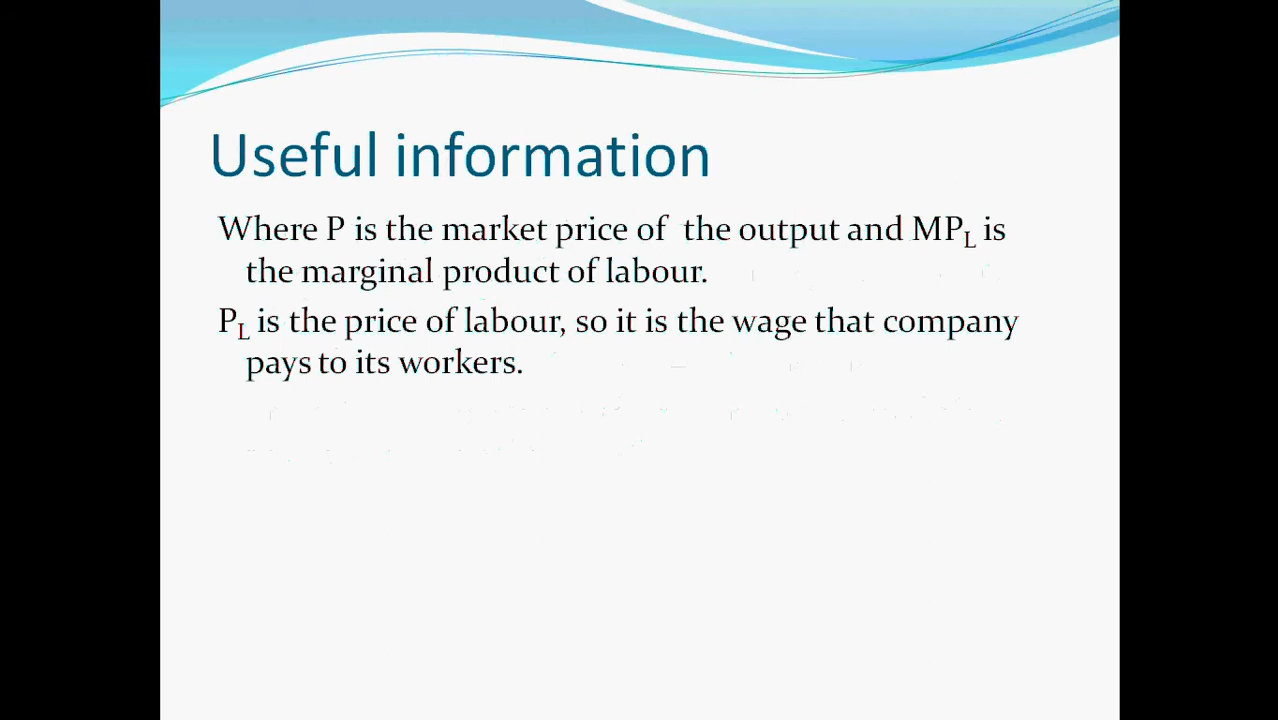 Useful information
Where P is the market price of the output and MPL is
the marginal product of labour.
PL is the price of labour, so it is the wage that company
pays to its workers.